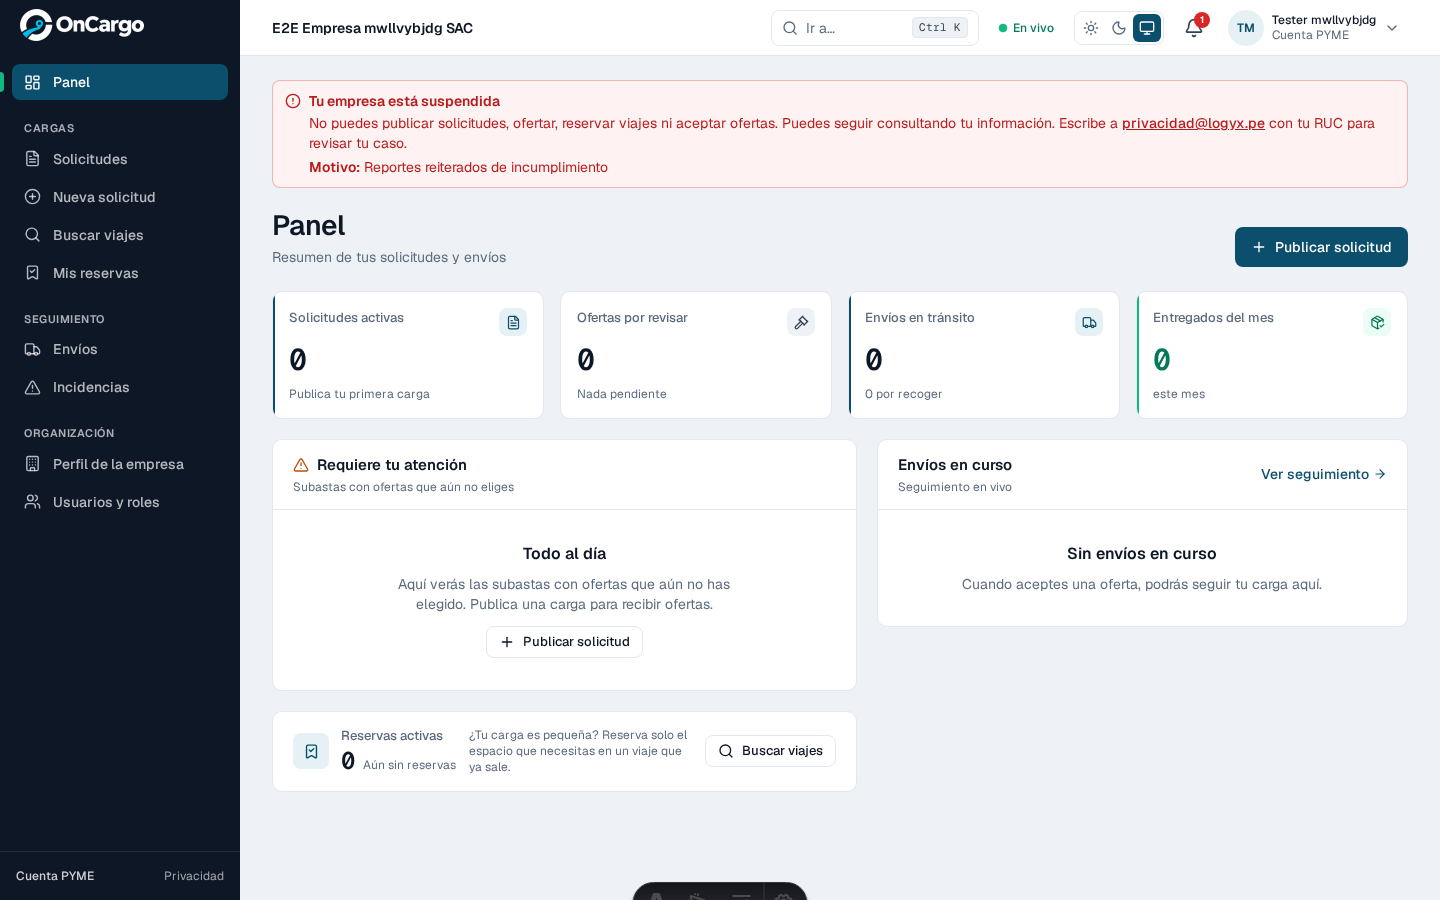 OnCargo
E2E Empresa mwllvybjdg SAC
Ir a...
Ctrl K
En vivo
1
TM
Tester mwllvybjdg
Cuenta PYME
Panel
CARGAS
Solicitudes
Nueva solicitud
Buscar viajes
Mis reservas
SEGUIMIENTO
Envíos
Incidencias
ORGANIZACIÓN
Perfil de la empresa
Usuarios y roles
Cuenta PYME
Privacidad
Tu empresa está suspendida
No puedes publicar solicitudes, ofertar, reservar viajes ni aceptar ofertas. Puedes seguir consultando tu información. Escribe a privacidad@logyx.pe con tu RUC para
revisar tu caso.
Motivo: Reportes reiterados de incumplimiento
Panel
Resumen de tus solicitudes y envíos
Publicar solicitud
Solicitudes activas
0
Publica tu primera carga
Ofertas por revisar
0
Nada pendiente
Envíos en tránsito
0
0 por recoger
Entregados del mes
0
este mes
Requiere tu atención
Subastas con ofertas que aún no eliges
Todo al día
Aquí verás las subastas con ofertas que aún no has
elegido. Publica una carga para recibir ofertas.
Publicar solicitud
Envíos en curso
Seguimiento en vivo
Ver seguimiento
Sin envíos en curso
Cuando aceptes una oferta, podrás seguir tu carga aquí.
Reservas activas
0 Aún sin reservas
¿Tu carga es pequeña? Reserva solo el
espacio que necesitas en un viaje que
ya sale.
Buscar viajes